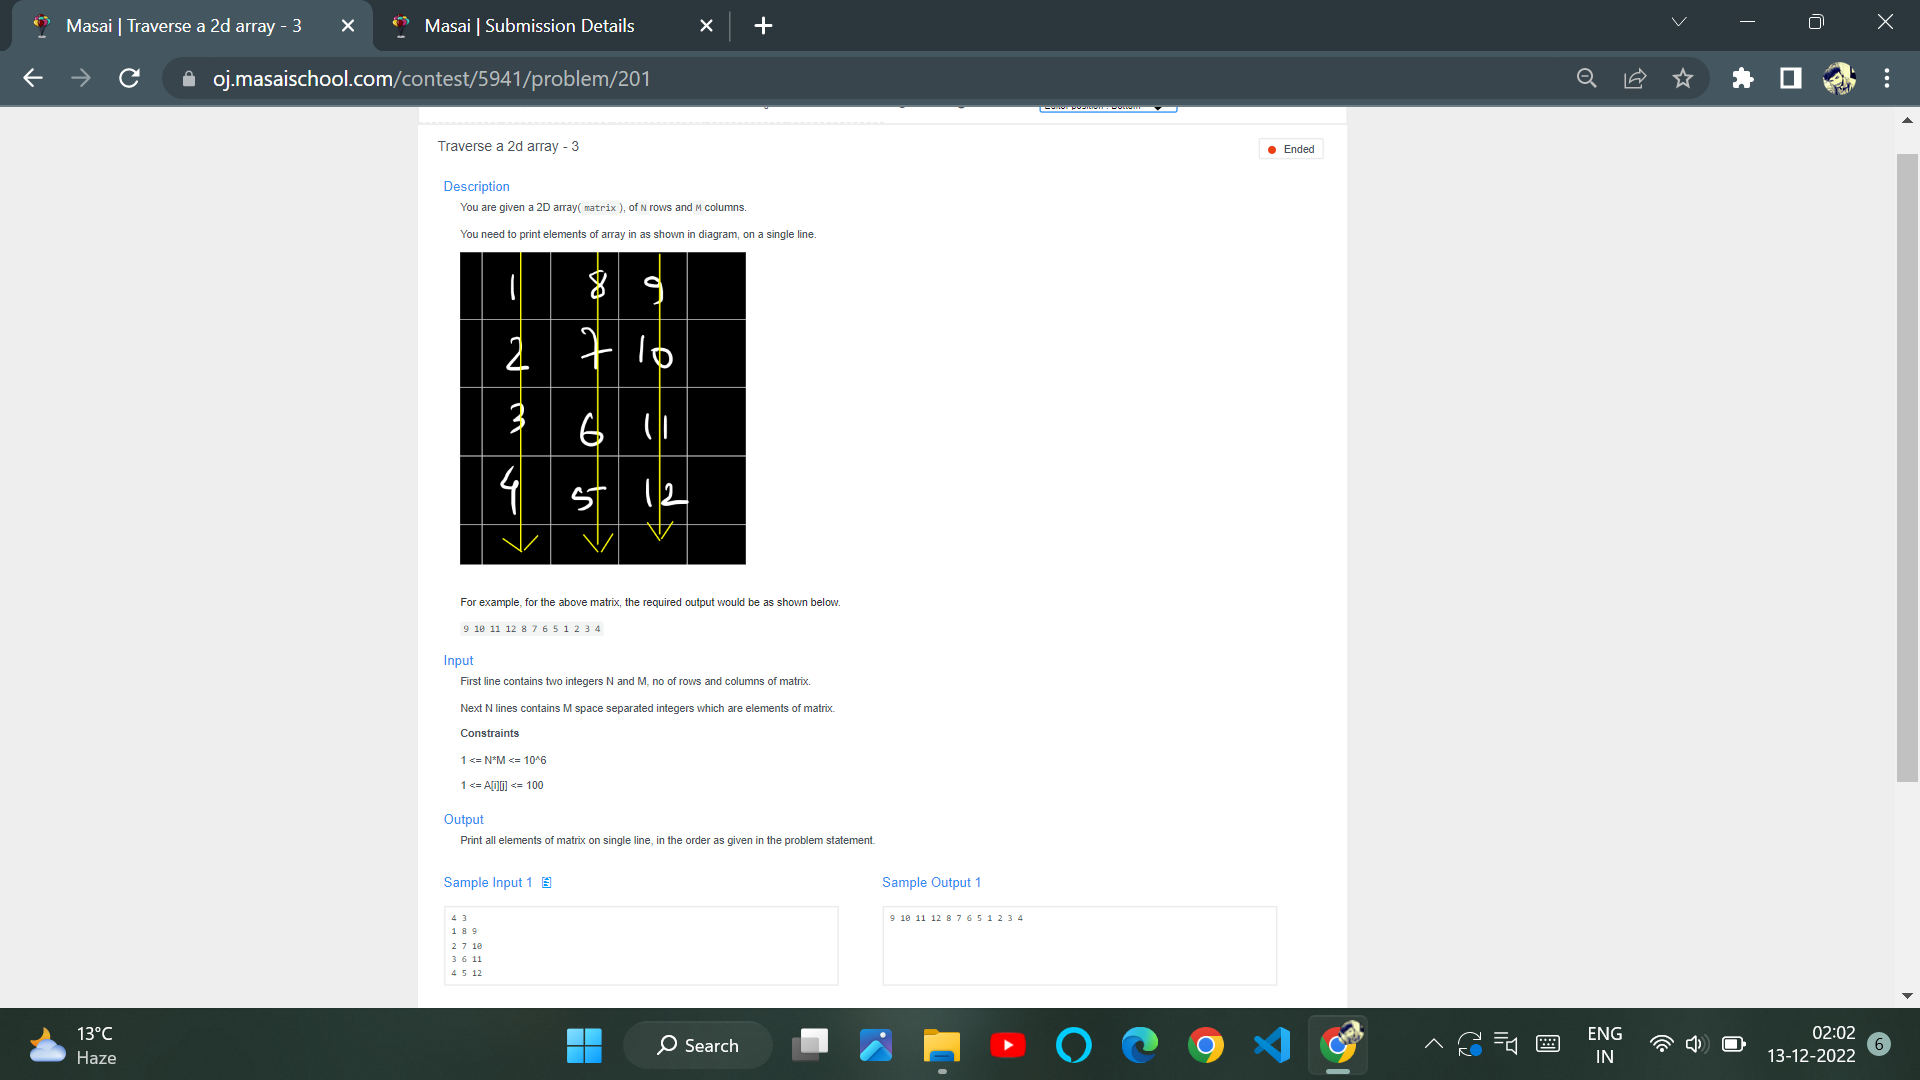 Masai | Traverse a 2d array - 3
Masai | Submission Details
oj.masaischool.com/contest/5941/problem/201
Traverse a 2d array - 3
Ended
Description
You are given a 2D array( matrix ), of N rows and M columns.
You need to print elements of array in as shown in diagram, on a single line.
1 8 9
2 7 10
3 6 11
4 5 12
For example, for the above matrix, the required output would be as shown below.
9 10 11 12 8 7 6 5 1 2 3 4
Input
First line contains two integers N and M, no of rows and columns of matrix.
Next N lines contains M space separated integers which are elements of matrix.
Constraints
1 <= N*M <= 10^6
1 <= A[i][j] <= 100
Output
Print all elements of matrix on single line, in the order as given in the problem statement.
Sample Input 1
Sample Output 1
4 3
1 8 9
2 7 10
3 6 11
4 5 12
9 10 11 12 8 7 6 5 1 2 3 4
13°C
Haze
Search
ENG
IN
02:02
13-12-2022
6